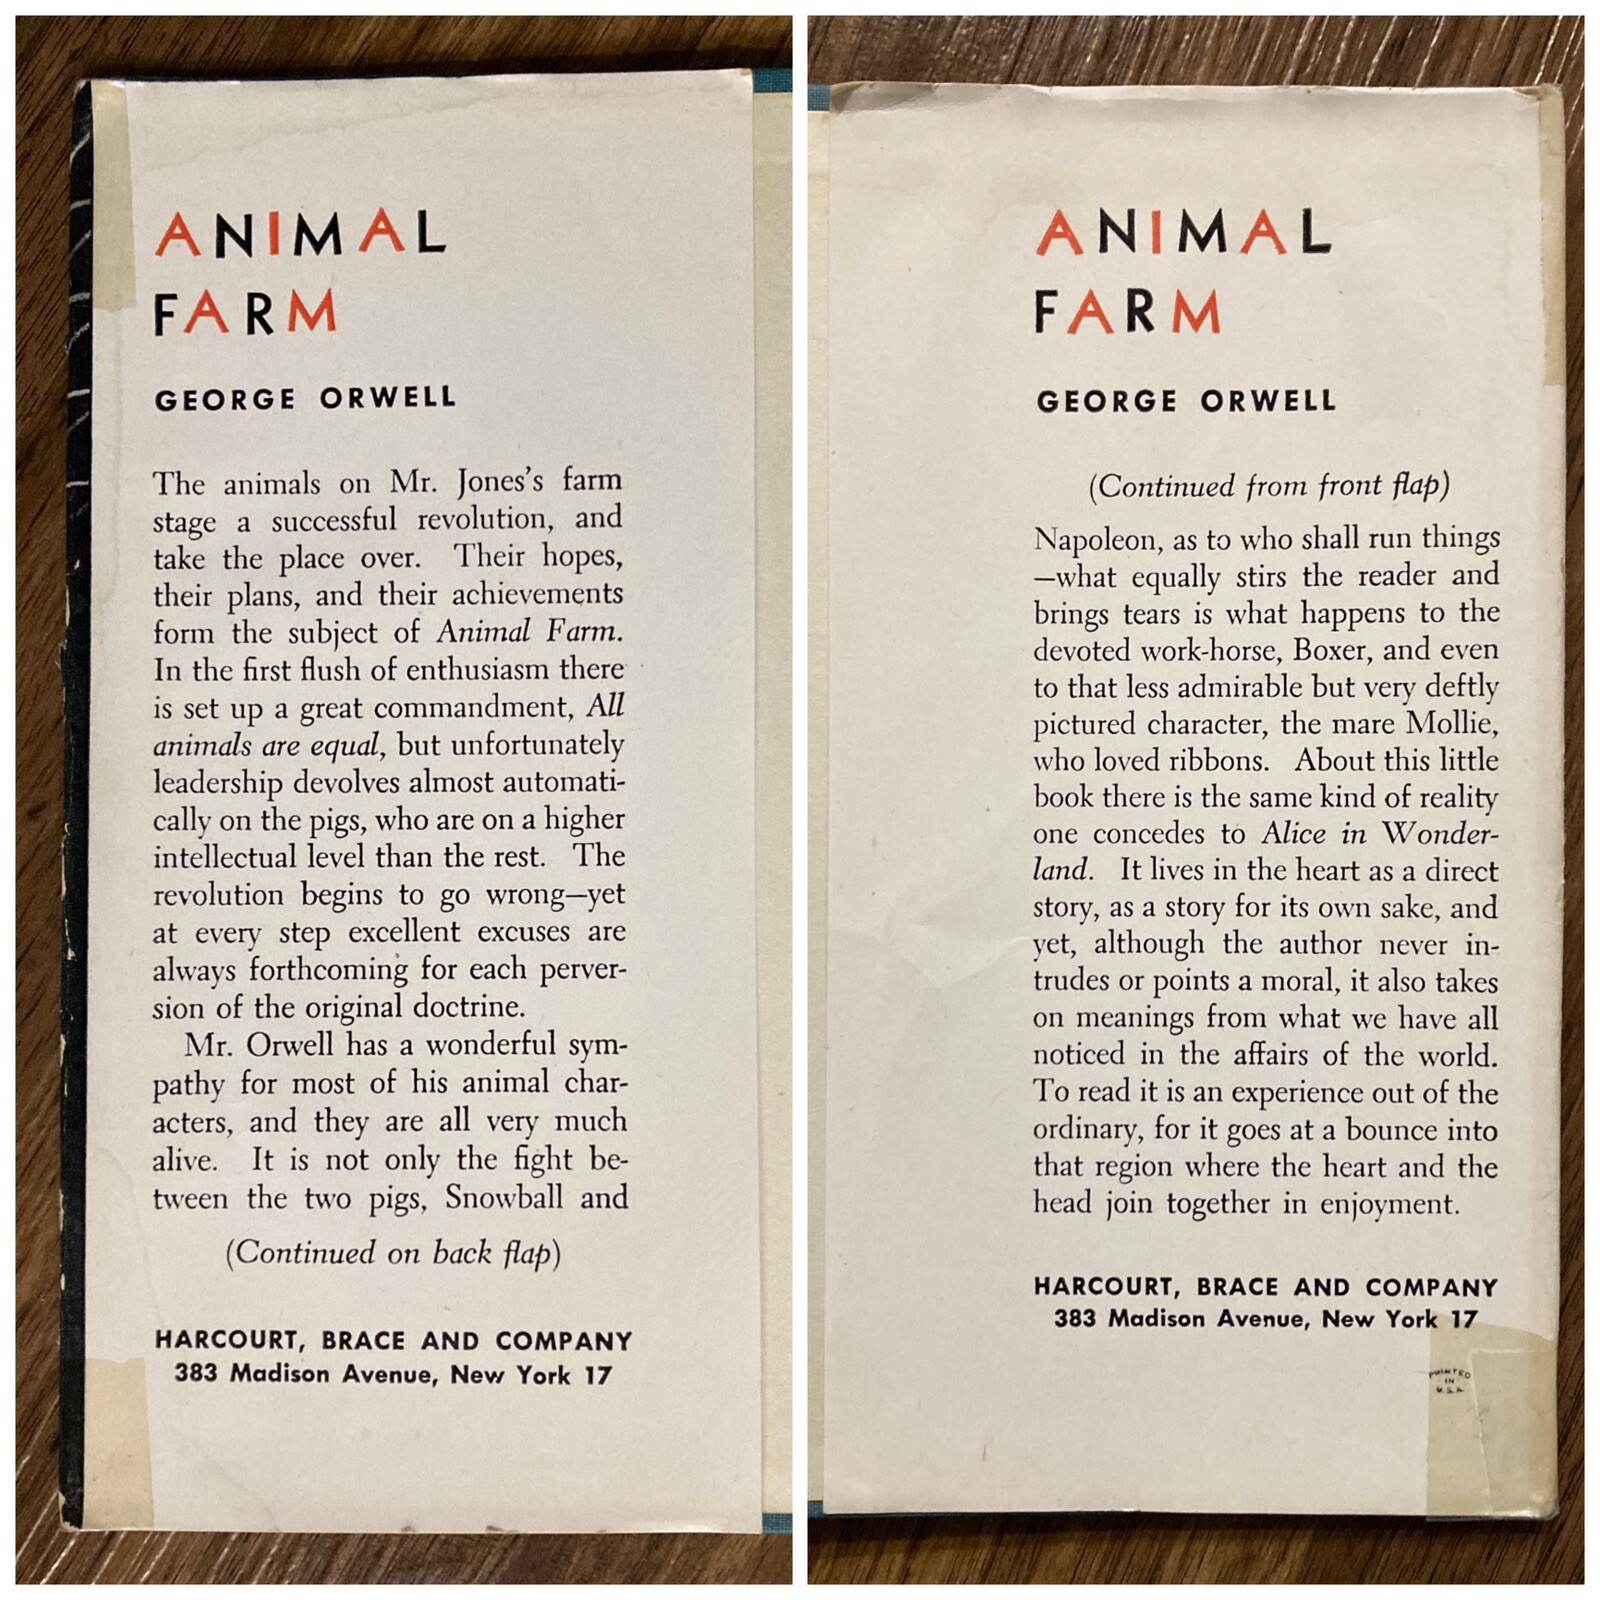 ANIMAL
FARM
GEORGE ORWELL
The animals on Mr. Jones's farm
stage a successful revolution, and
take the place over. Their hopes,
their plans, and their achievements
form the subject of Animal Farm.
In the first flush of enthusiasm there
is set up a great commandment, All
animals are equal, but unfortunately
leadership devolves almost automati-
cally on the pigs, who are on a higher
intellectual level than the rest. The
revolution begins to go wrong—yet
at every step excellent excuses are
always forthcoming for each perver-
sion of the original doctrine.
Mr. Orwell has a wonderful sym-
pathy for most of his animal char-
acters, and they are all very much
alive. It is not only the fight be-
tween the two pigs, Snowball and
(Continued on back flap)
HARCOURT, BRACE AND COMPANY
383 Madison Avenue, New York 17
ANIMAL
FARM
GEORGE ORWELL
(Continued from front flap)
Napoleon, as to who shall run things
—what equally stirs the reader and
brings tears is what happens to the
devoted work-horse, Boxer, and even
to that less admirable but very deftly
pictured character, the mare Mollie,
who loved ribbons. About this little
book there is the same kind of reality
one concedes to Alice in Wonder-
land. It lives in the heart as a direct
story, as a story for its own sake, and
yet, although the author never in-
trudes or points a moral, it also takes
on meanings from what we have all
noticed in the affairs of the world.
To read it is an experience out of the
ordinary, for it goes at a bounce into
that region where the heart and the
head join together in enjoyment.
HARCOURT, BRACE AND COMPANY
383 Madison Avenue, New York 17
PRINTED
IN
U.S.A.